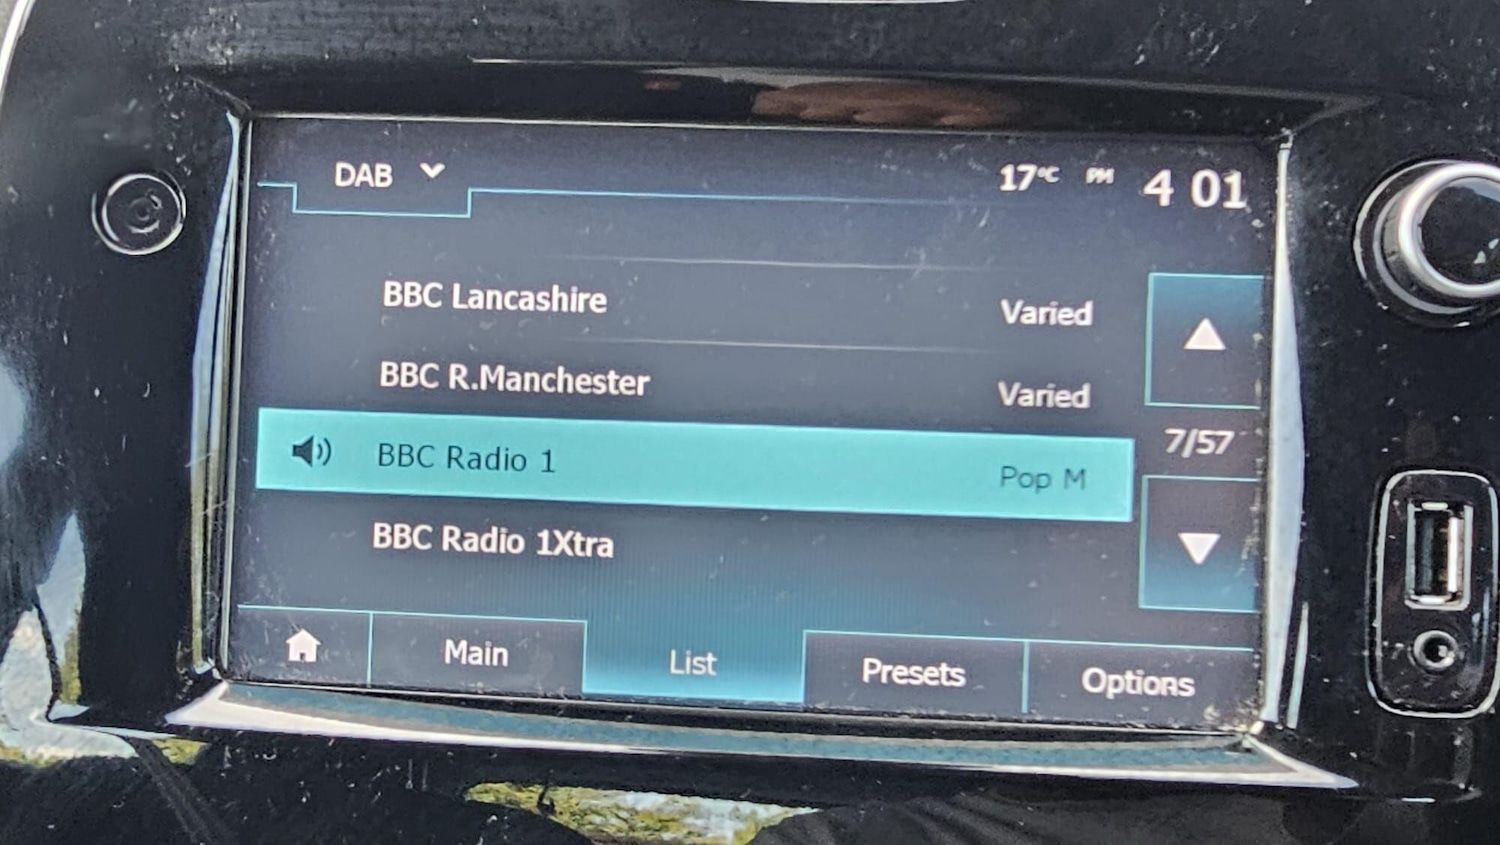 DAB 17°C PM 4 01
BBC Lancashire Varied
BBC R.Manchester Varied
BBC Radio 1 Pop M 7/57
BBC Radio 1Xtra
Main List Presets Options